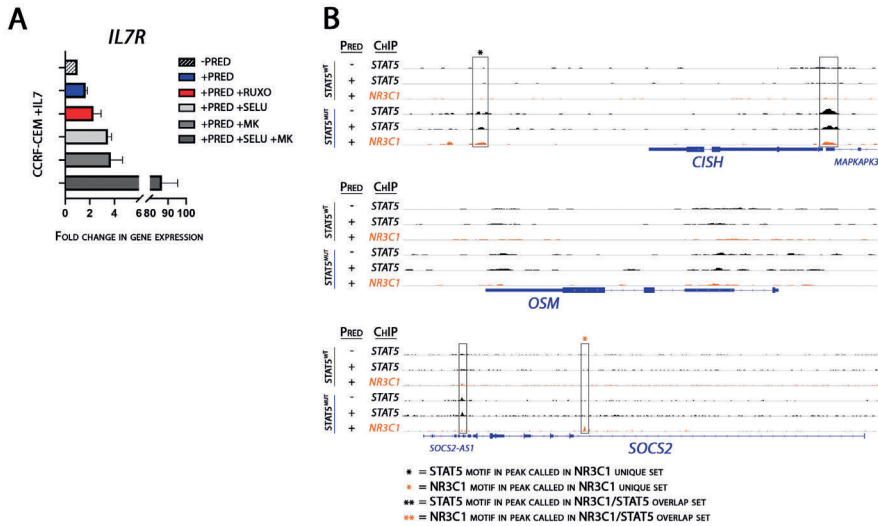 A
IL7R
CCRF-CEM +IL7
-PRED
+PRED
+PRED +RUXO
+PRED +SELU
+PRED +MK
+PRED +SELU +MK
0 2 4 6 80 90 100
FOLD CHANGE IN GENE EXPRESSION
B
PRED CHIP
STAT5WT
- STAT5
+ STAT5
+ NR3C1
STAT5MUT
- STAT5
+ STAT5
+ NR3C1
*
CISH
MAPKAPK3
STAT5WT
- STAT5
+ STAT5
+ NR3C1
STAT5MUT
- STAT5
+ STAT5
+ NR3C1
OSM
PRED CHIP
*
STAT5WT
- STAT5
+ STAT5
+ NR3C1
STAT5MUT
- STAT5
+ STAT5
+ NR3C1
SOCS2-AS1
SOCS2
* = STAT5 MOTIF IN PEAK CALLED IN NR3C1 UNIQUE SET
* = NR3C1 MOTIF IN PEAK CALLED IN NR3C1 UNIQUE SET
** = STAT5 MOTIF IN PEAK CALLED IN NR3C1/STAT5 OVERLAP SET
** = NR3C1 MOTIF IN PEAK CALLED IN NR3C1/STAT5 OVERLAP SET